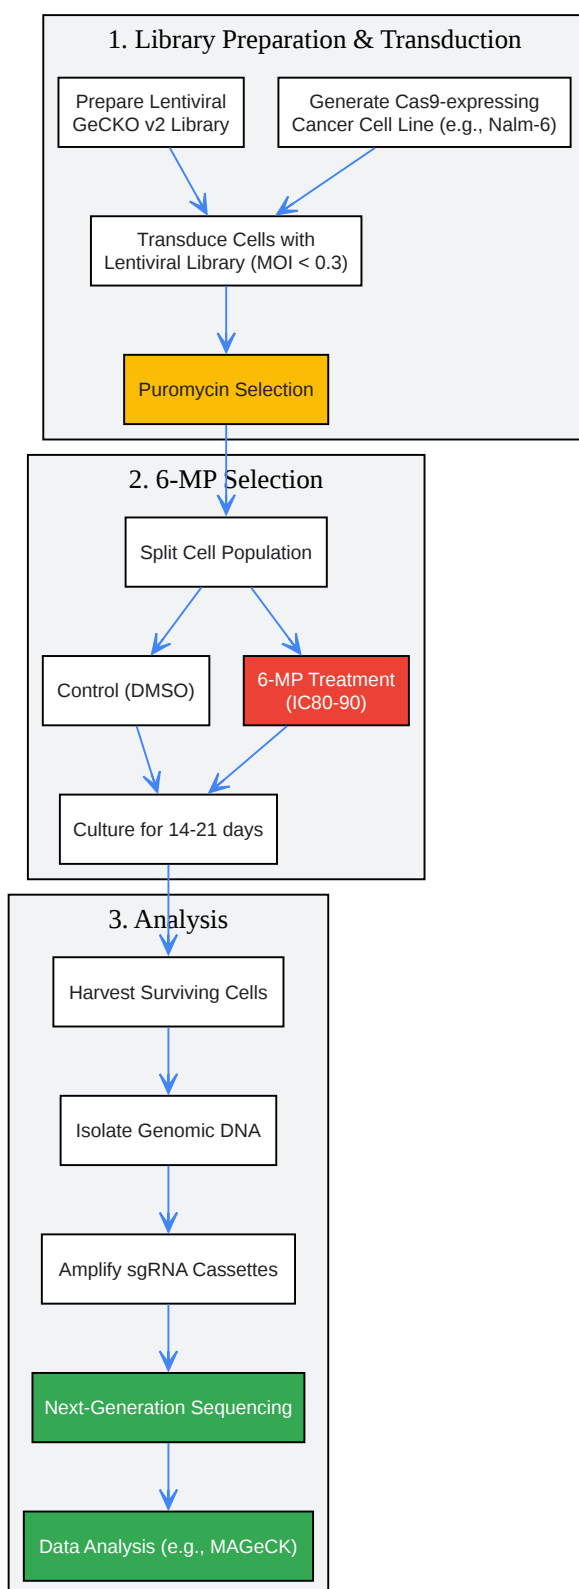 1. Library Preparation & Transduction
Prepare Lentiviral
GeCKO v2 Library
Generate Cas9-expressing
Cancer Cell Line (e.g., Nalm-6)
Transduce Cells with
Lentiviral Library (MOI < 0.3)
Puromycin Selection
2. 6-MP Selection
Split Cell Population
Control (DMSO)
6-MP Treatment
(IC80-90)
Culture for 14-21 days
3. Analysis
Harvest Surviving Cells
Isolate Genomic DNA
Amplify sgRNA Cassettes
Next-Generation Sequencing
Data Analysis (e.g., MAGeCK)